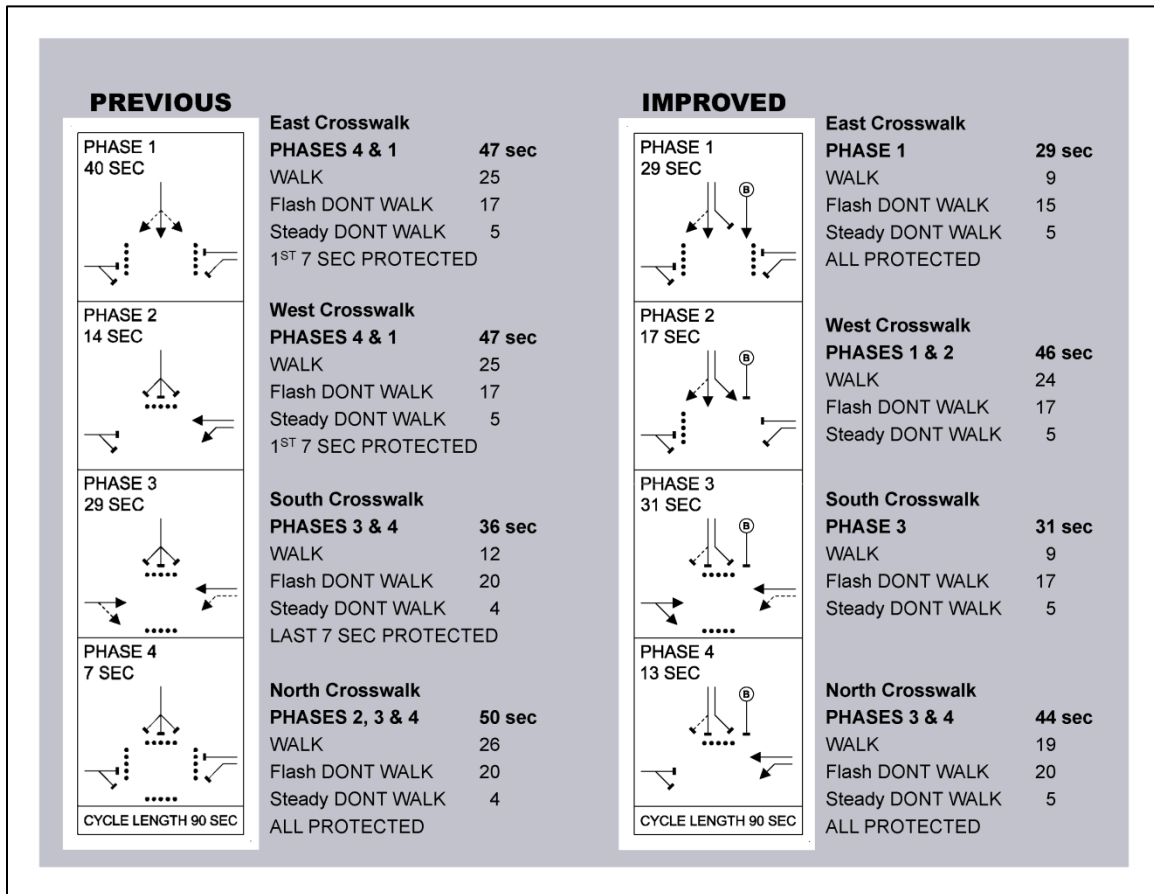 PREVIOUS
PHASE 1
40 SEC
PHASE 2
14 SEC
PHASE 3
29 SEC
PHASE 4
7 SEC
CYCLE LENGTH 90 SEC
East Crosswalk
PHASES 4 & 1 47 sec
WALK 25
Flash DONT WALK 17
Steady DONT WALK 5
1ST 7 SEC PROTECTED
West Crosswalk
PHASES 4 & 1 47 sec
WALK 25
Flash DONT WALK 17
Steady DONT WALK 5
1ST 7 SEC PROTECTED
South Crosswalk
PHASES 3 & 4 36 sec
WALK 12
Flash DONT WALK 20
Steady DONT WALK 4
LAST 7 SEC PROTECTED
North Crosswalk
PHASES 2, 3 & 4 50 sec
WALK 26
Flash DONT WALK 20
Steady DONT WALK 4
ALL PROTECTED
IMPROVED
PHASE 1
29 SEC
B
PHASE 2
17 SEC
B
PHASE 3
31 SEC
B
PHASE 4
13 SEC
B
CYCLE LENGTH 90 SEC
East Crosswalk
PHASE 1 29 sec
WALK 9
Flash DONT WALK 15
Steady DONT WALK 5
ALL PROTECTED
West Crosswalk
PHASES 1 & 2 46 sec
WALK 24
Flash DONT WALK 17
Steady DONT WALK 5
South Crosswalk
PHASE 3 31 sec
WALK 9
Flash DONT WALK 17
Steady DONT WALK 5
North Crosswalk
PHASES 3 & 4 44 sec
WALK 19
Flash DONT WALK 20
Steady DONT WALK 5
ALL PROTECTED